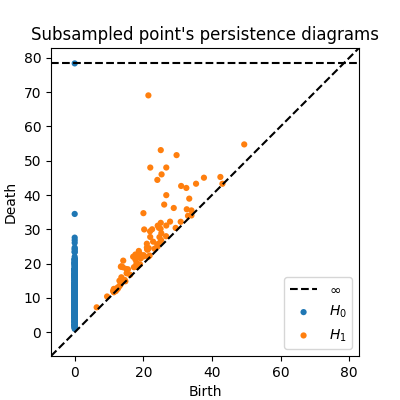 Subsampled point's persistence diagrams
80
70
60
50
40
30
20
10
0
Death
∞
H₀
H₁
0 20 40 60 80
Birth